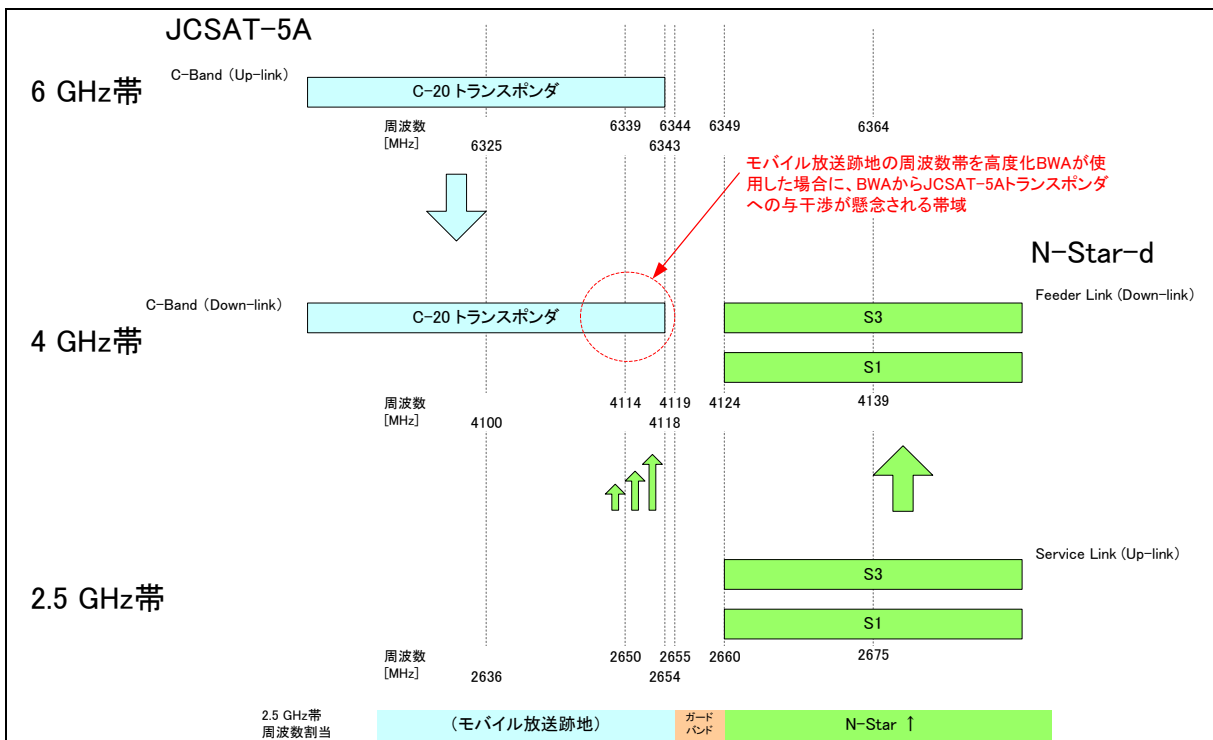 JCSAT-5A
6 GHz帯
C-Band (Up-link)
C-20 トランスポンダ
周波数
[MHz]
6325
6339
6343
6344
6349
6364
モバイル放送跡地の周波数帯を高度化BWAが使
用した場合に、BWAからJCSAT-5Aトランスポンダ
への与干渉が懸念される帯域
N-Star-d
4 GHz帯
C-Band (Down-link)
C-20 トランスポンダ
Feeder Link (Down-link)
S3
S1
周波数
[MHz]
4100
4114
4118
4119
4124
4139
2.5 GHz帯
Service Link (Up-link)
S3
S1
周波数
[MHz]
2636
2650
2654
2655
2660
2675
2.5 GHz帯
周波数割当
(モバイル放送跡地)
ガード
バンド
N-Star ↑